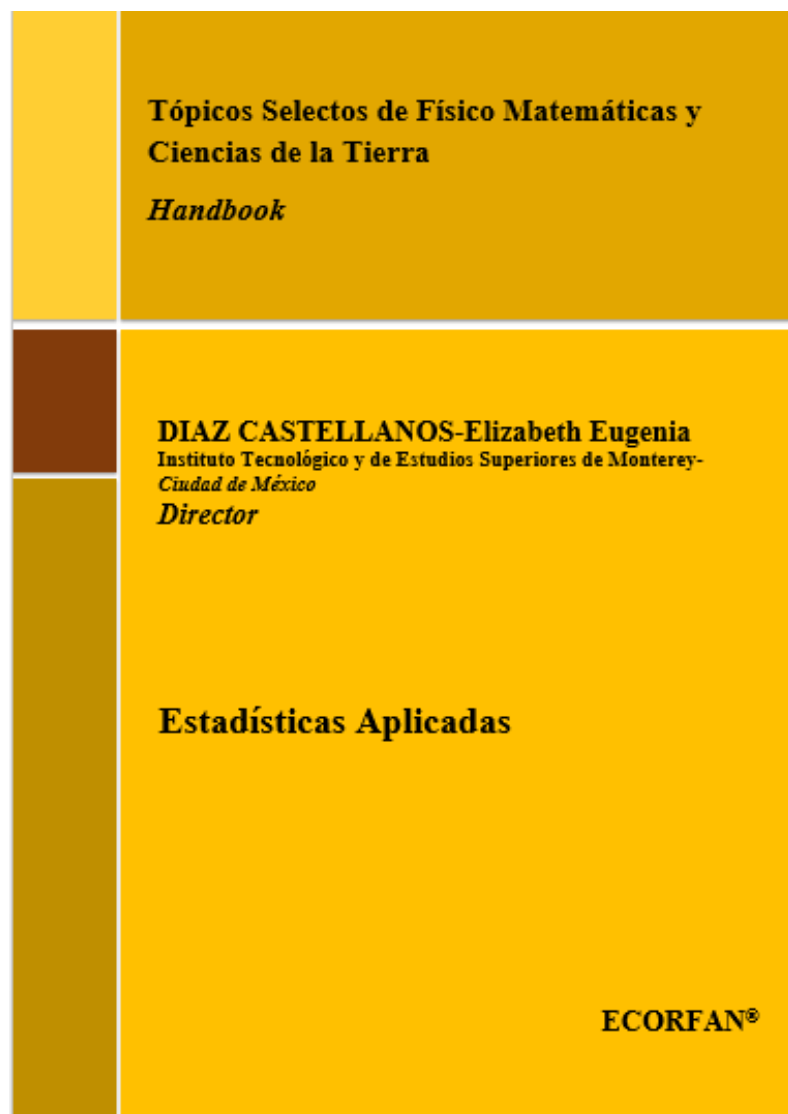 Tópicos Selectos de Físico Matemáticas y
Ciencias de la Tierra
Handbook
DIAZ CASTELLANOS-Elizabeth Eugenia
Instituto Tecnológico y de Estudios Superiores de Monterey-
Ciudad de México
Director
Estadísticas Aplicadas
ECORFAN®